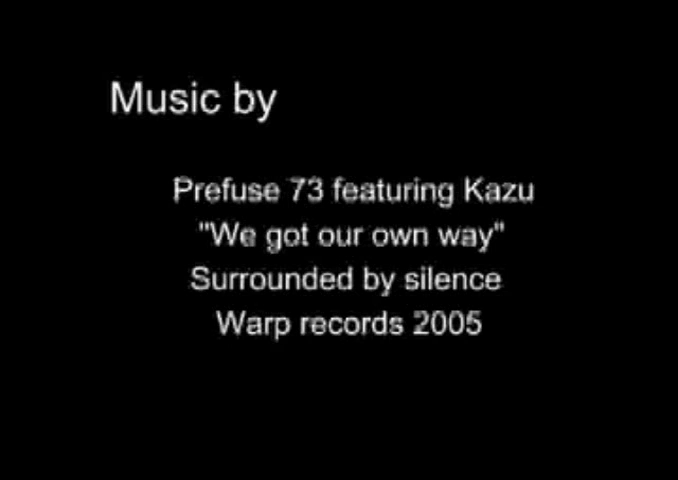 Music by
Prefuse 73 featuring Kazu
"We got our own way"
Surrounded by silence
Warp records 2005